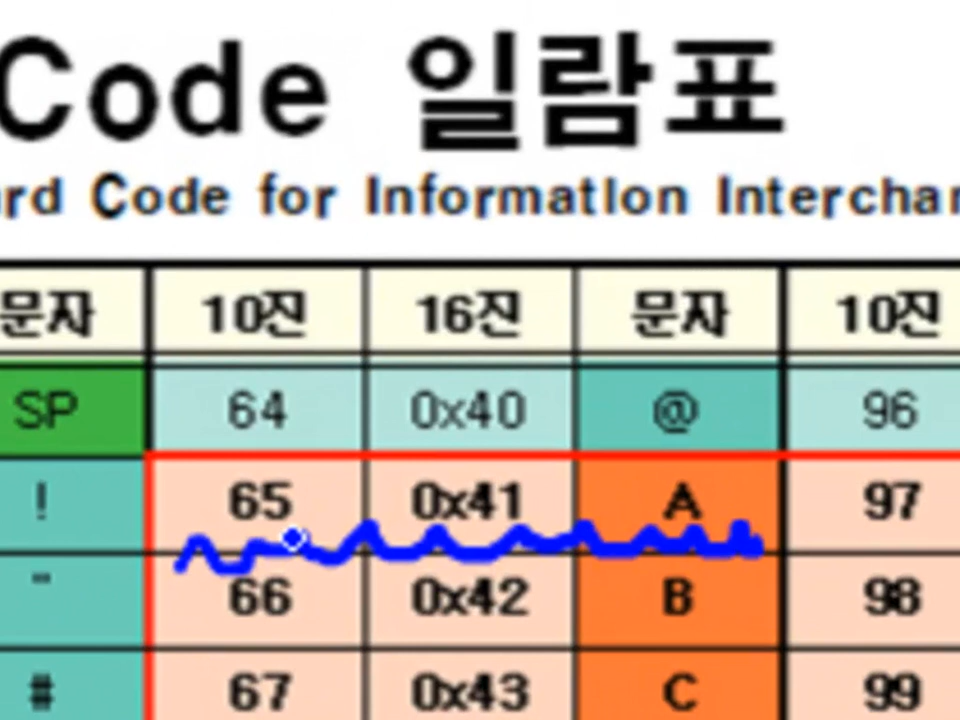 Code 일람표
rd Code for Information Interchar
문자 10진 16진 문자 10진
SP 64 0x40 @ 96
! 65 0x41 A 97
" 66 0x42 B 98
# 67 0x43 C 99